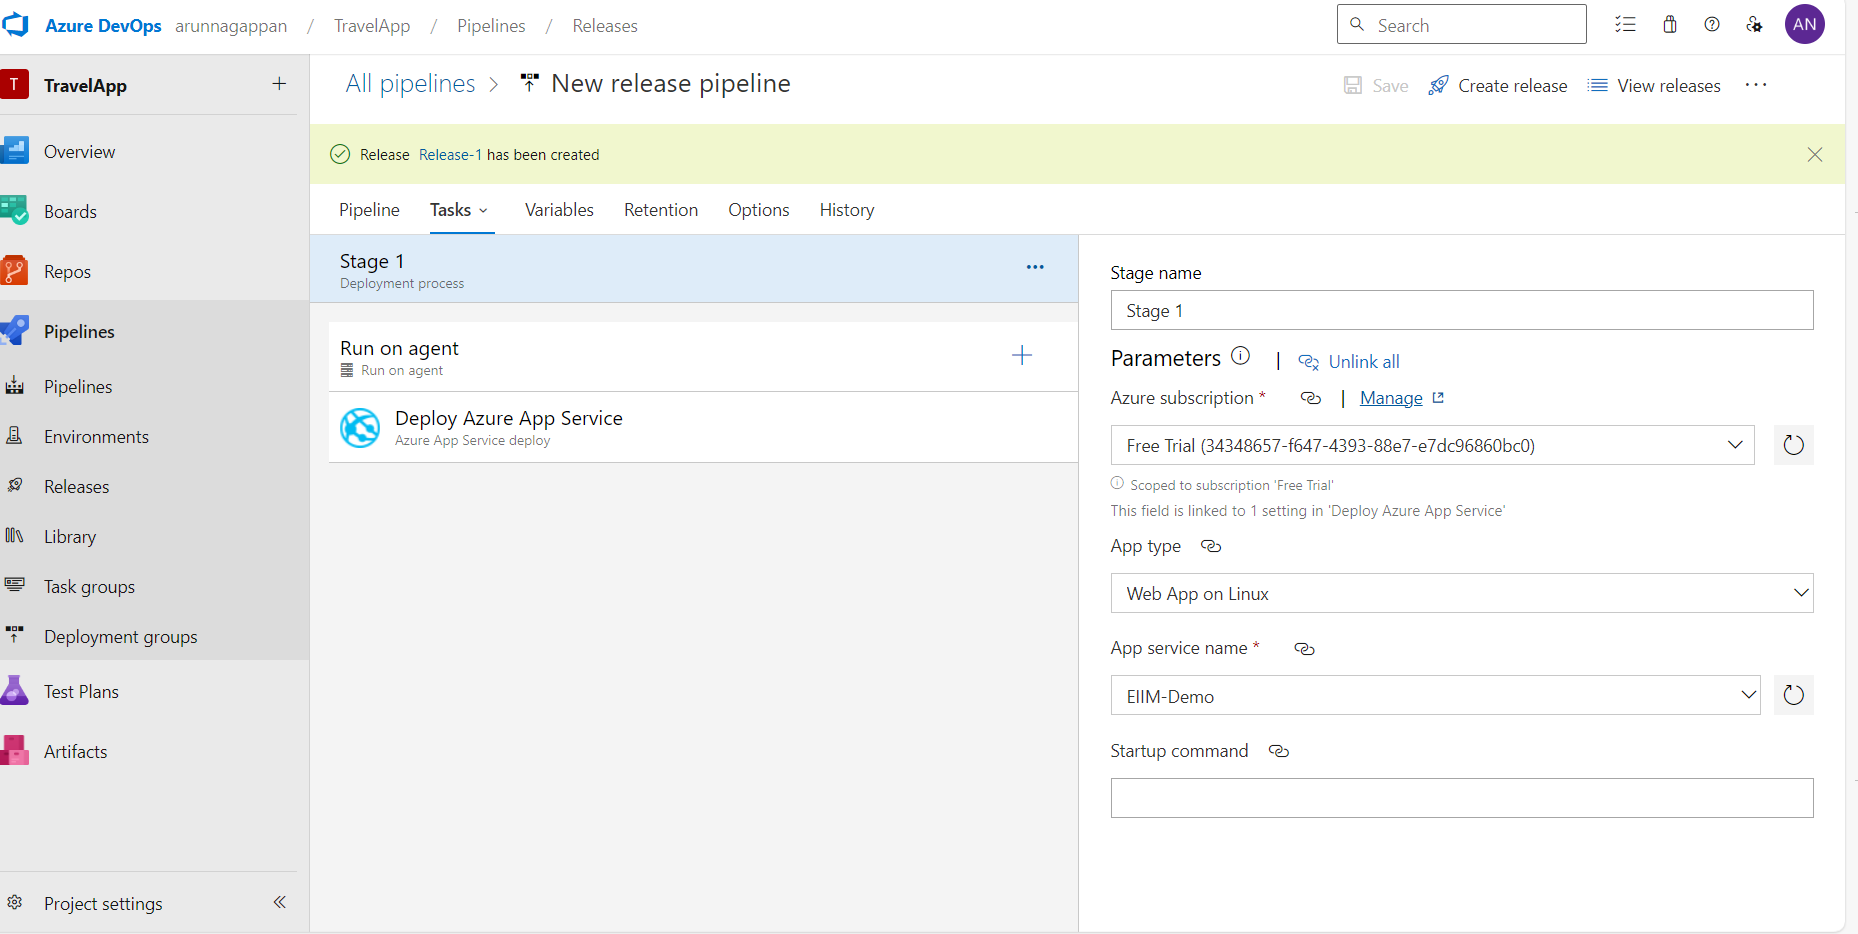 Azure DevOps arunnagappan / TravelApp / Pipelines / Releases
Search
AN
T TravelApp
Overview
Boards
Repos
Pipelines
Pipelines
Environments
Releases
Library
Task groups
Deployment groups
Test Plans
Artifacts
Project settings
All pipelines > New release pipeline
Save Create release View releases
Release Release-1 has been created
Pipeline Tasks Variables Retention Options History
Stage 1
Deployment process
Run on agent
Run on agent
Deploy Azure App Service
Azure App Service deploy
Stage name
Stage 1
Parameters | Unlink all
Azure subscription * | Manage
Free Trial (34348657-f647-4393-88e7-e7dc96860bc0)
Scoped to subscription 'Free Trial'
This field is linked to 1 setting in 'Deploy Azure App Service'
App type
Web App on Linux
App service name *
EIIM-Demo
Startup command